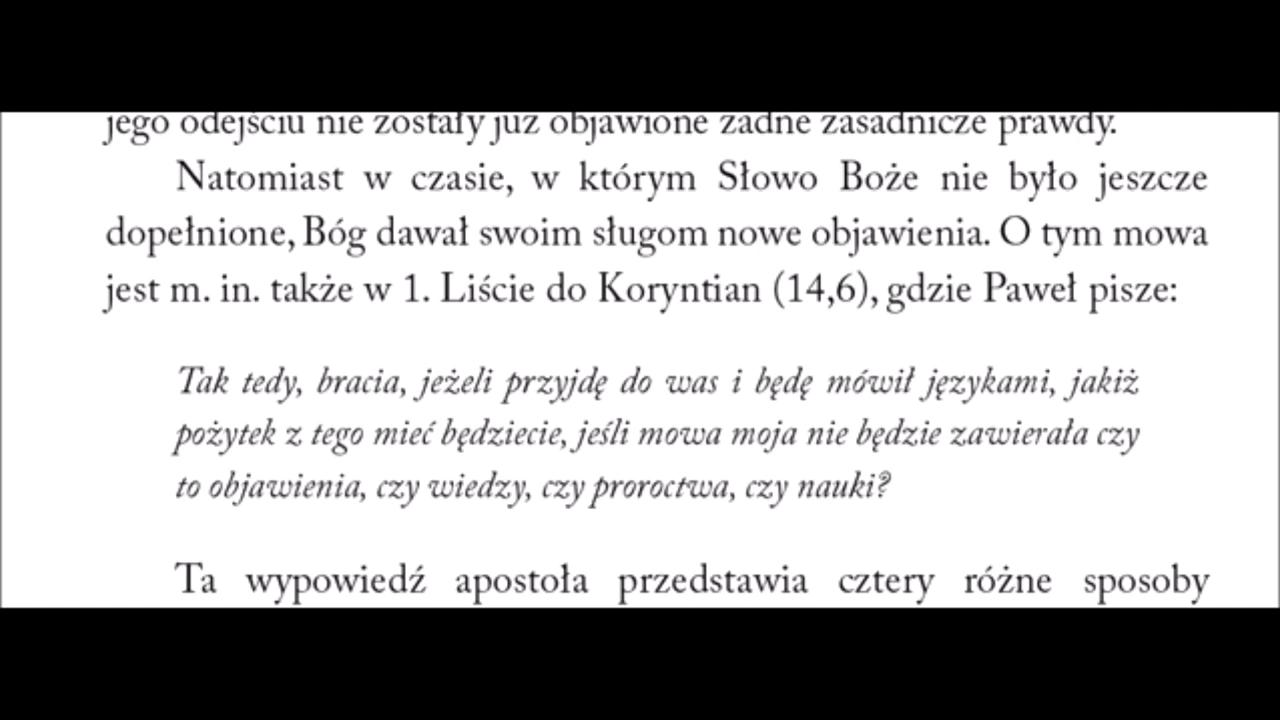 jego odejściu nie zostały już objawione żadne zasadnicze prawdy.
Natomiast w czasie, w którym Słowo Boże nie było jeszcze
dopełnione, Bóg dawał swoim sługom nowe objawienia. O tym mowa
jest m. in. także w 1. Liście do Koryntian (14,6), gdzie Paweł pisze:
Tak tedy, bracia, jeżeli przyjdę do was i będę mówił językami, jakiż
pożytek z tego mieć będziecie, jeśli mowa moja nie będzie zawierała czy
to objawienia, czy wiedzy, czy proroctwa, czy nauki?
Ta wypowiedź apostoła przedstawia cztery różne sposoby